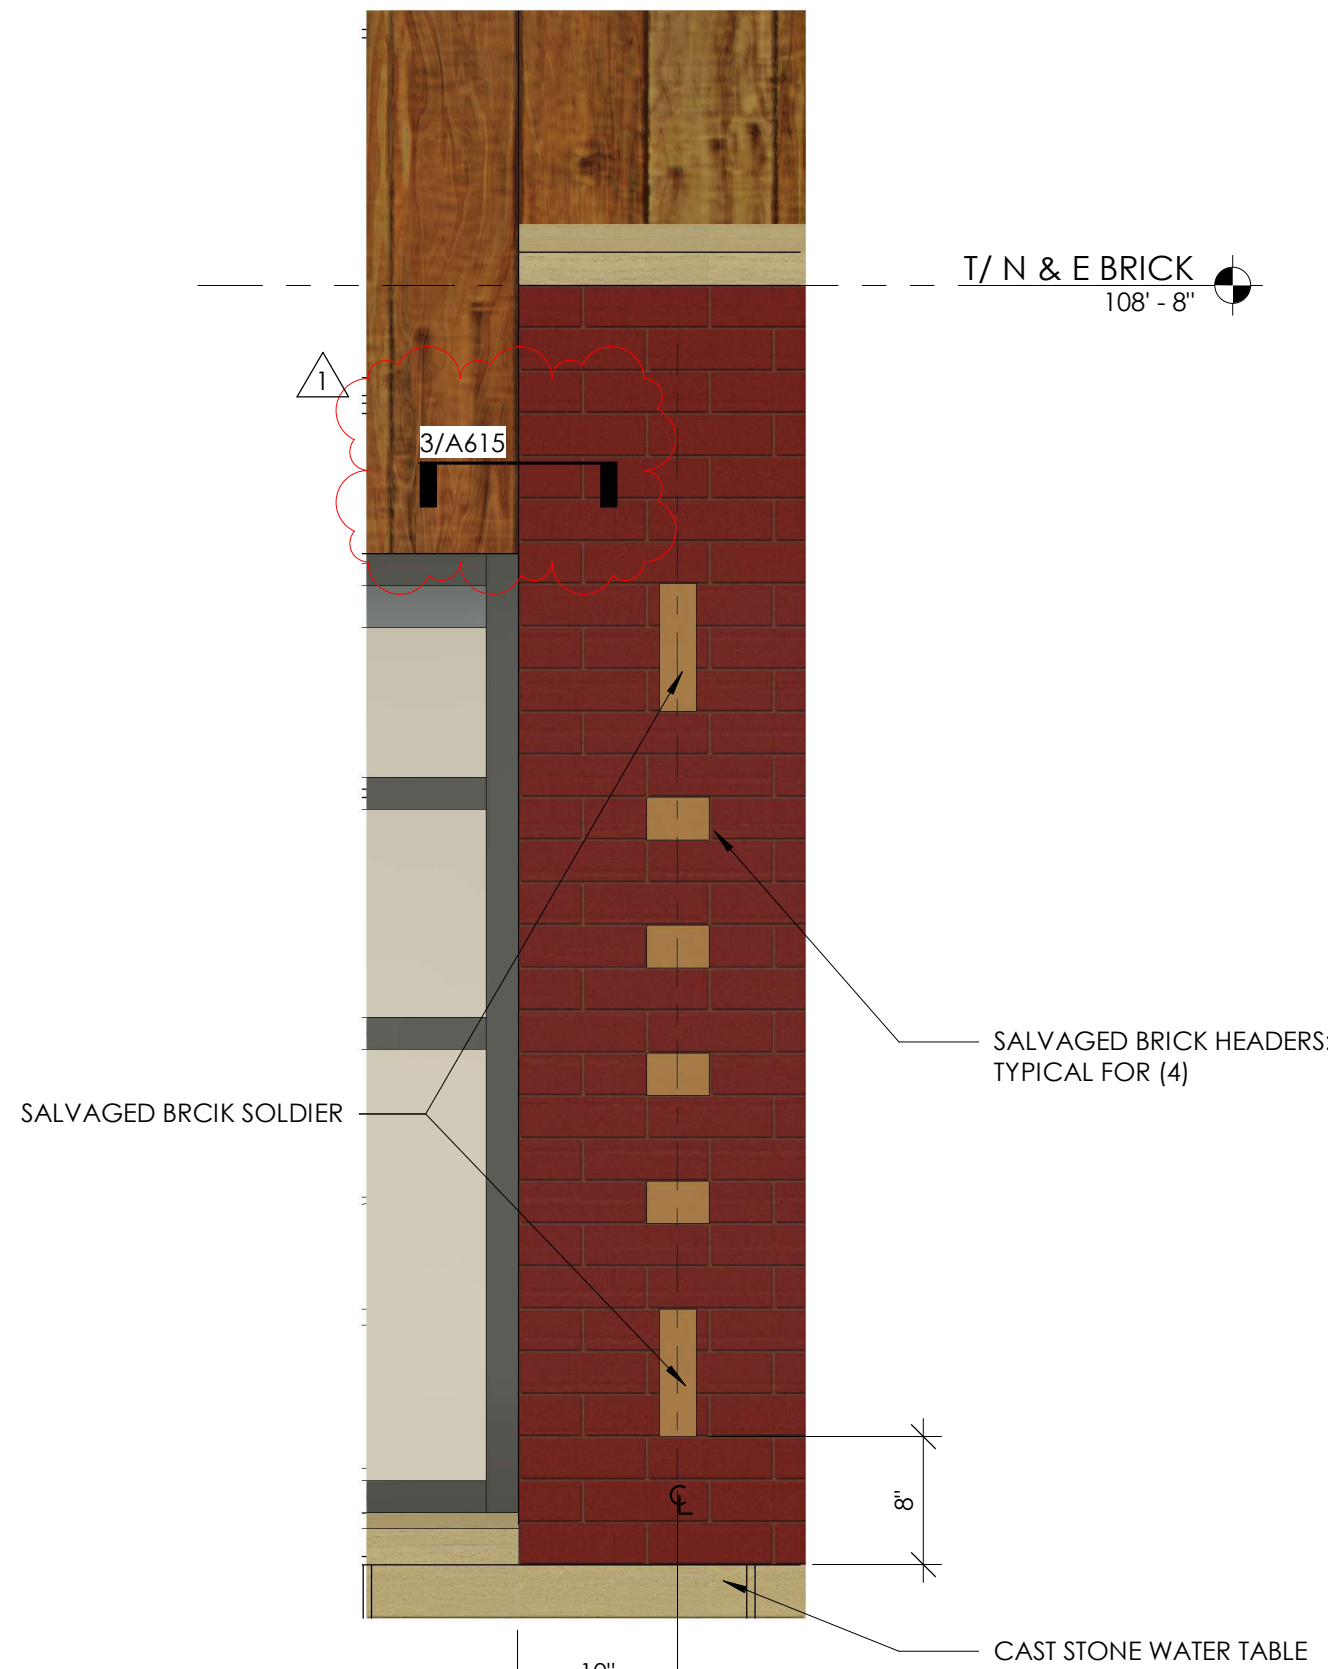 T/ N & E BRICK
108' - 8"
1
3/A615
SALVAGED BRICK HEADERS:
TYPICAL FOR (4)
SALVAGED BRCIK SOLDIER
℄
8"
CAST STONE WATER TABLE
10"